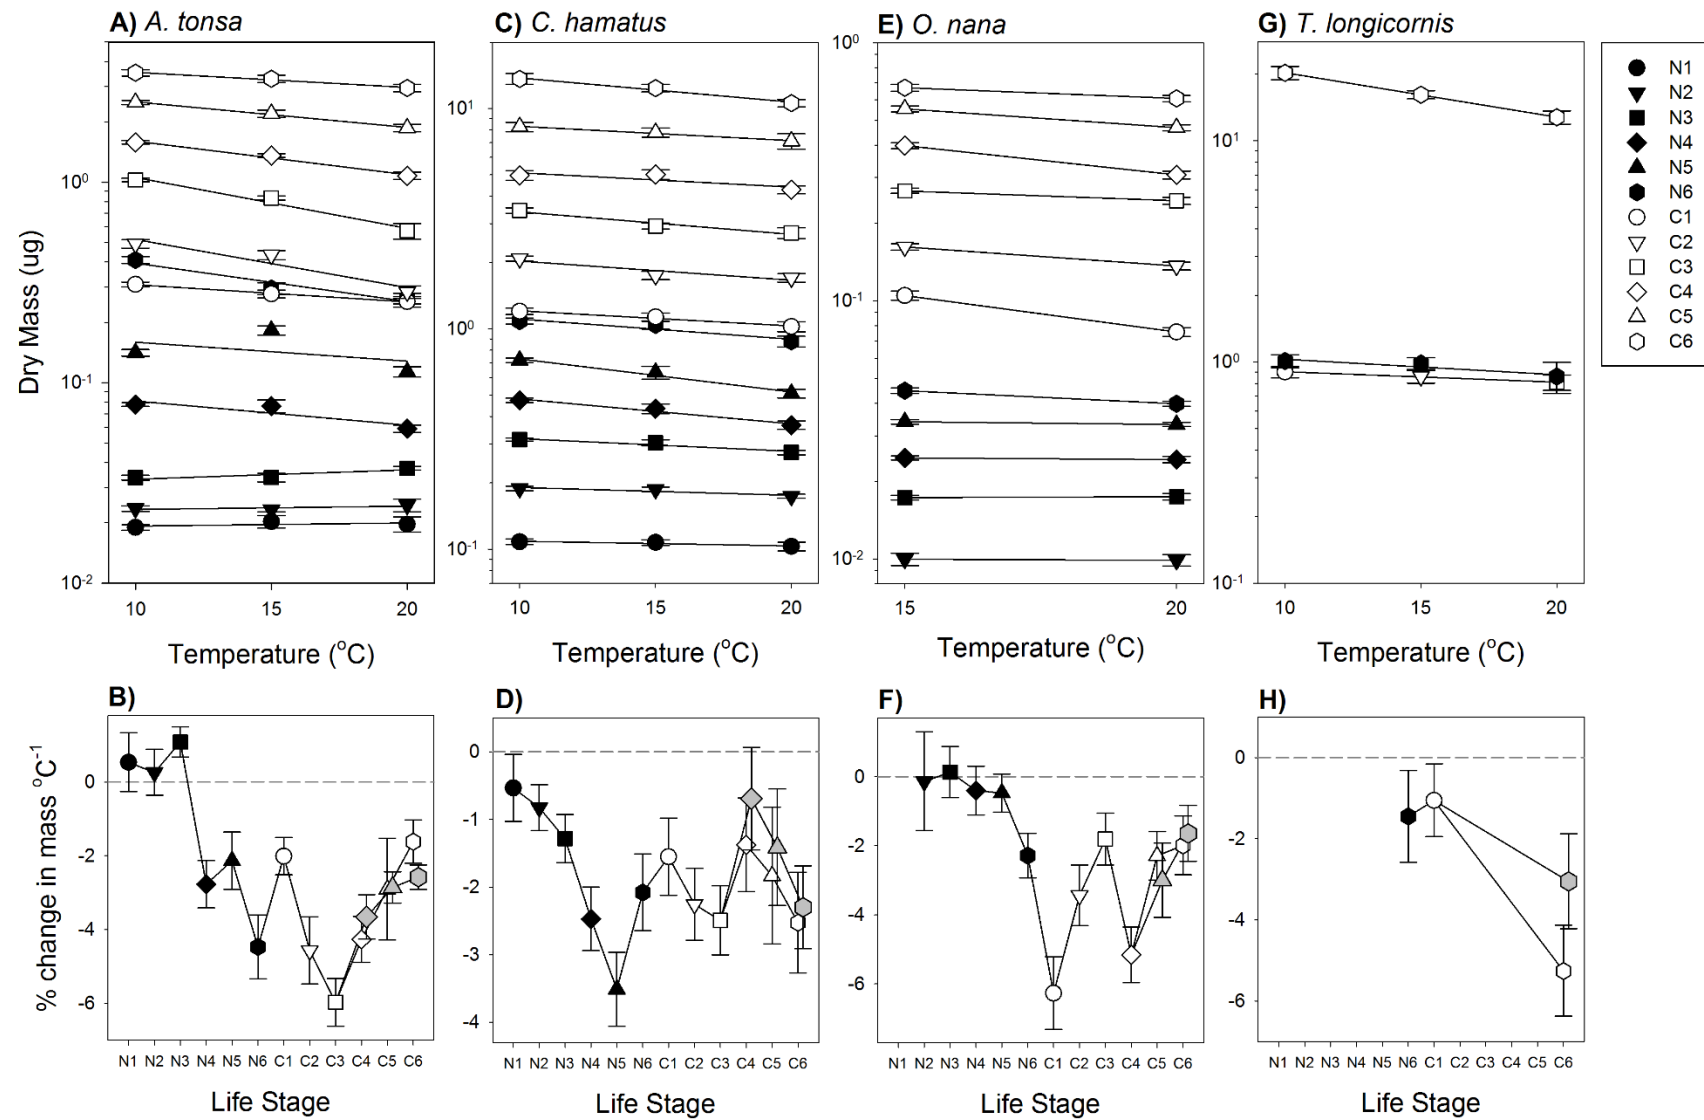 A) A. tonsa
C) C. hamatus
E) O. nana
G) T. longicornis
Dry Mass (ug)
10⁰
10⁻¹
10⁻²
10 15 20
Temperature (°C)
10¹
10⁰
10⁻¹
10 15 20
Temperature (°C)
10⁰
10⁻¹
10⁻²
15 20
Temperature (°C)
10¹
10⁰
10⁻¹
10 15 20
Temperature (°C)
N1
N2
N3
N4
N5
N6
C1
C2
C3
C4
C5
C6
B)
% change in mass °C⁻¹
0
-2
-4
-6
N1 N2 N3 N4 N5 N6 C1 C2 C3 C4 C5 C6
Life Stage
D)
0
-1
-2
-3
-4
N1 N2 N3 N4 N5 N6 C1 C2 C3 C4 C5 C6
Life Stage
F)
0
-2
-4
-6
N1 N2 N3 N4 N5 N6 C1 C2 C3 C4 C5 C6
Life Stage
H)
0
-2
-4
-6
N1 N2 N3 N4 N5 N6 C1 C2 C3 C4 C5 C6
Life Stage